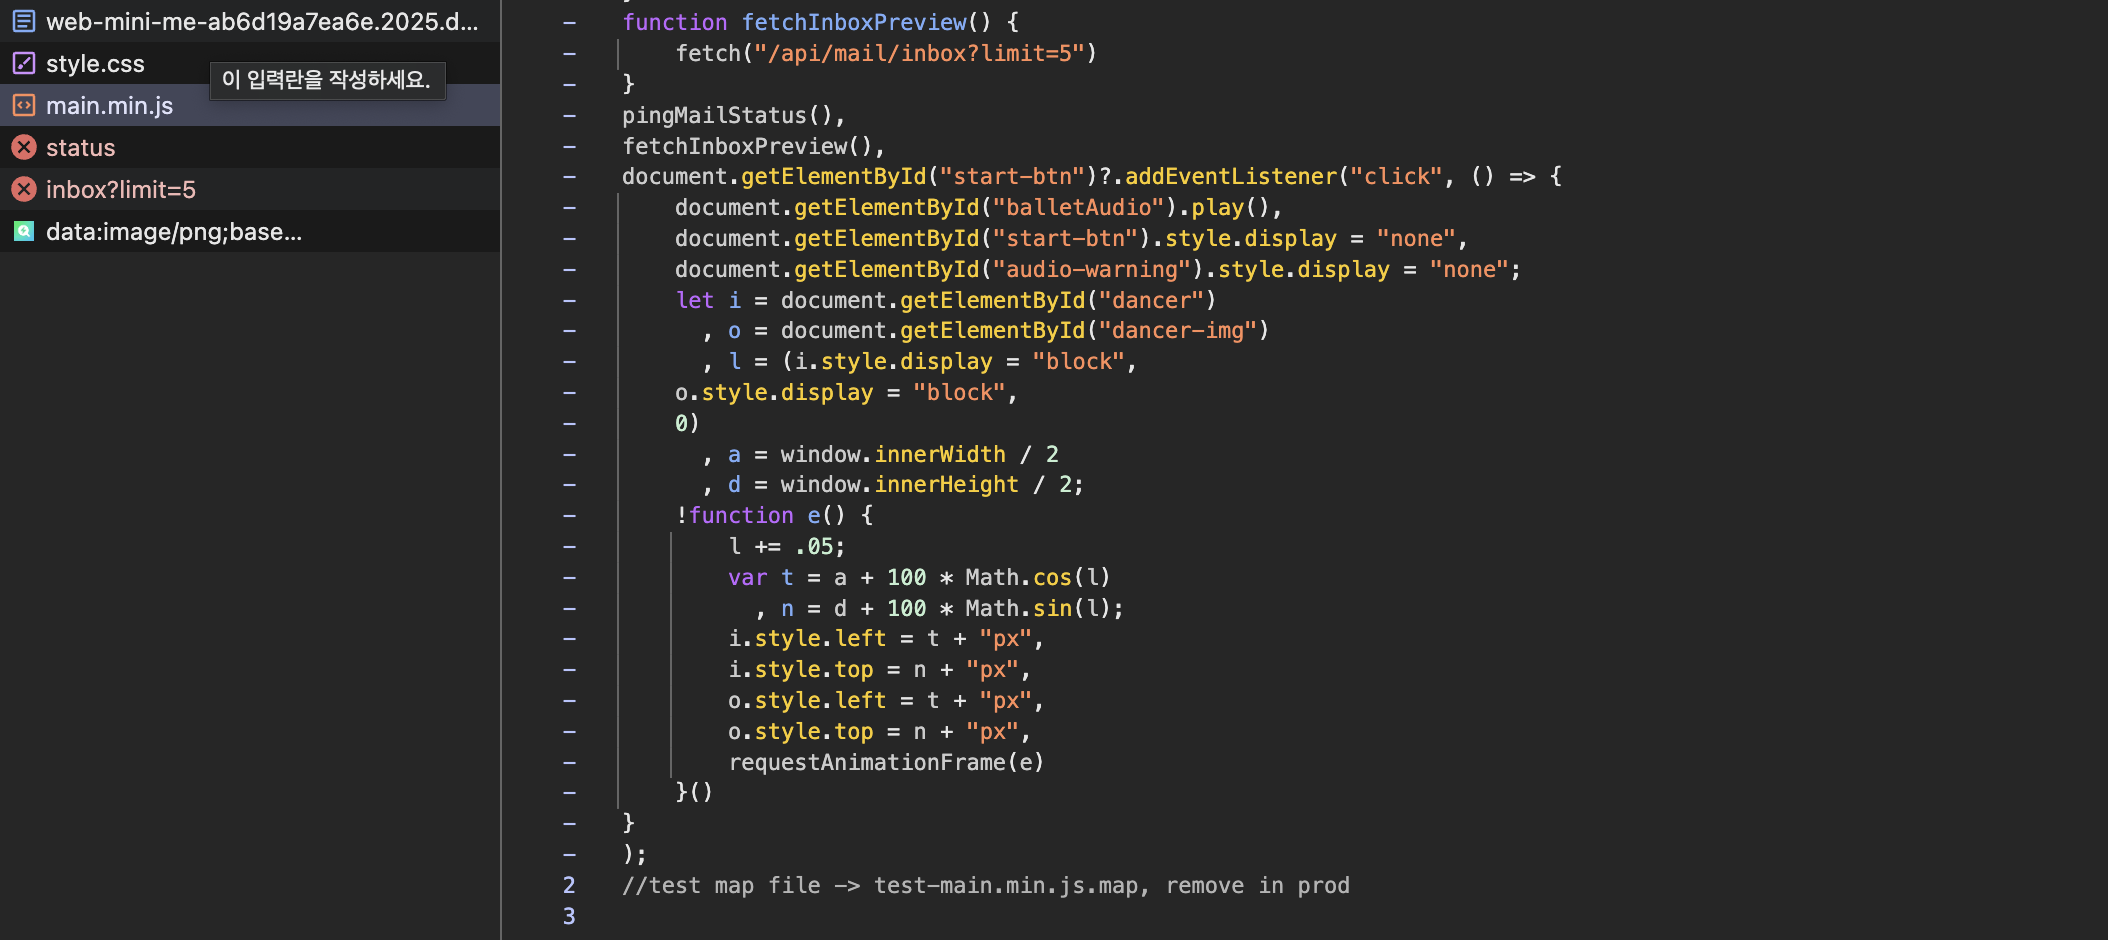 web-mini-me-ab6d19a7ea6e.2025.d...
style.css
이 입력란을 작성하세요.
main.min.js
status
inbox?limit=5
data:image/png;base...
function fetchInboxPreview() {
fetch("/api/mail/inbox?limit=5")
}
pingMailStatus(),
fetchInboxPreview(),
document.getElementById("start-btn")?.addEventListener("click", () => {
document.getElementById("balletAudio").play(),
document.getElementById("start-btn").style.display = "none",
document.getElementById("audio-warning").style.display = "none";
let i = document.getElementById("dancer")
, o = document.getElementById("dancer-img")
, l = (i.style.display = "block",
o.style.display = "block",
0)
, a = window.innerWidth / 2
, d = window.innerHeight / 2;
!function e() {
l += .05;
var t = a + 100 * Math.cos(l)
, n = d + 100 * Math.sin(l);
i.style.left = t + "px",
i.style.top = n + "px",
o.style.left = t + "px",
o.style.top = n + "px",
requestAnimationFrame(e)
}()
}
);
2 //test map file -> test-main.min.js.map, remove in prod
3